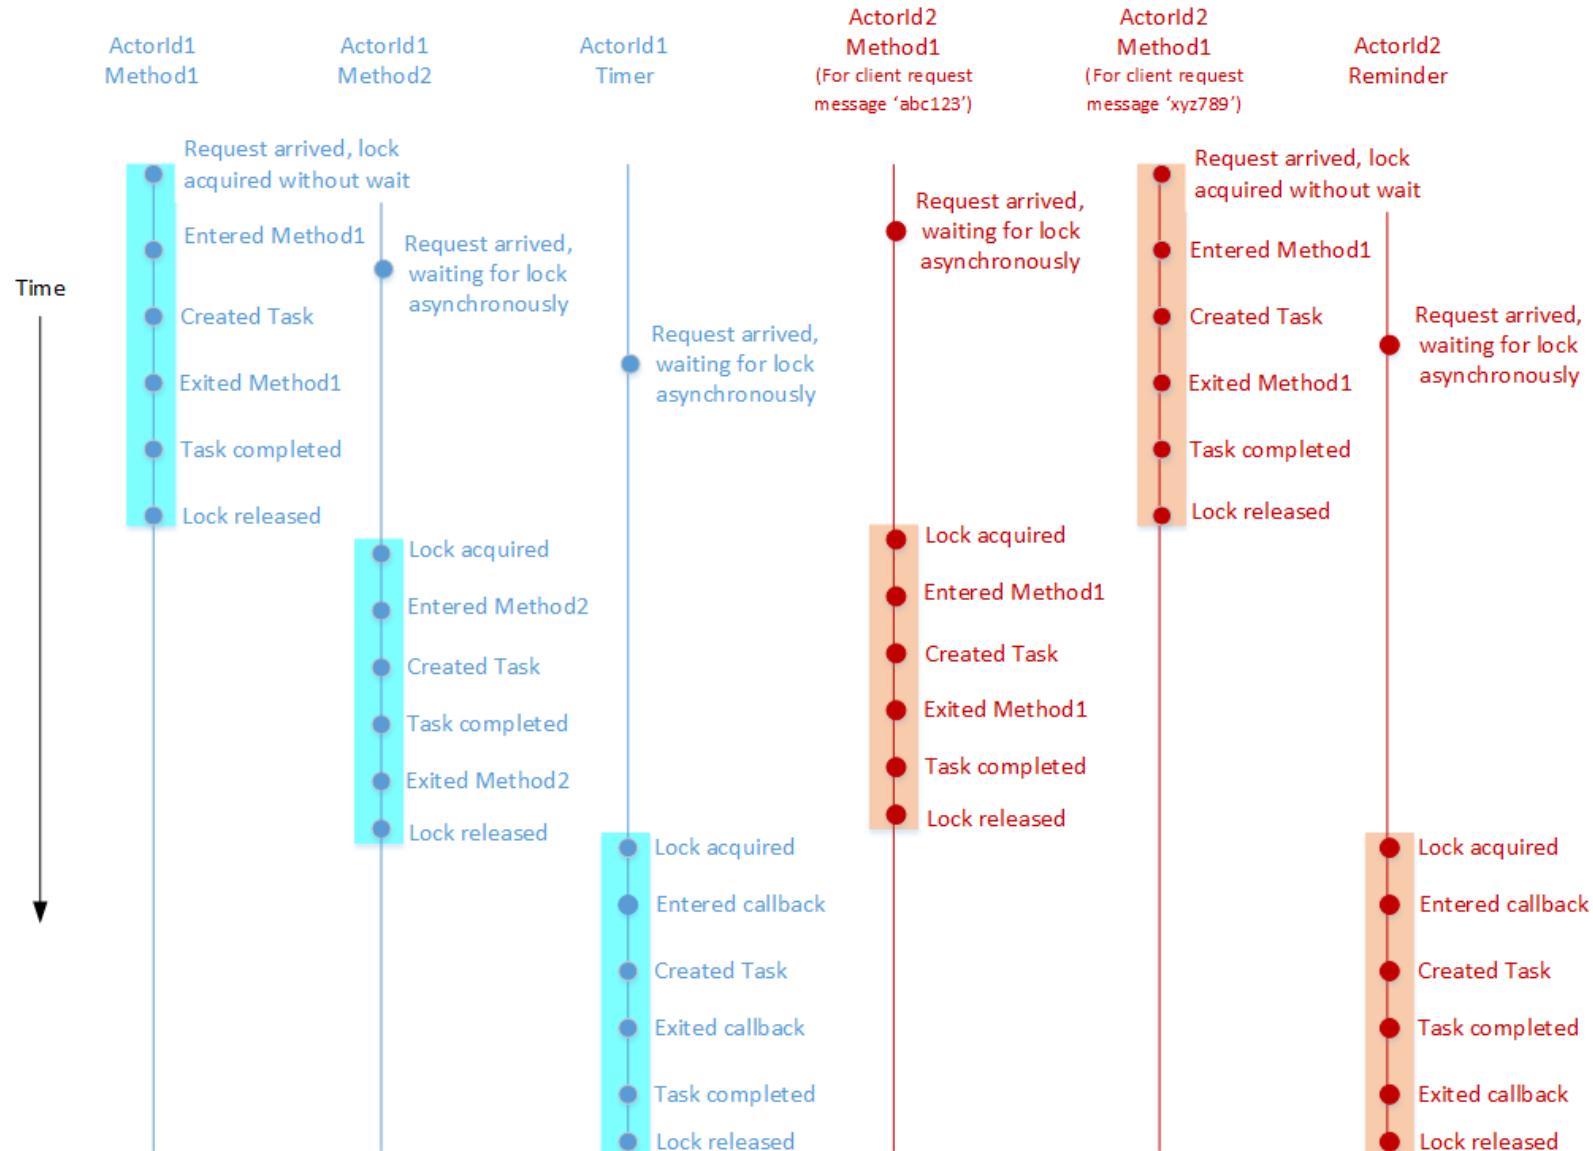 ActorId1
Method1
ActorId1
Method2
ActorId1
Timer
ActorId2
Method1
(For client request
message ‘abc123’)
ActorId2
Method1
(For client request
message ‘xyz789’)
ActorId2
Reminder
Time
Request arrived, lock
acquired without wait
Entered Method1
Created Task
Exited Method1
Task completed
Lock released
Request arrived,
waiting for lock
asynchronously
Lock acquired
Entered Method2
Created Task
Task completed
Exited Method2
Lock released
Request arrived,
waiting for lock
asynchronously
Lock acquired
Entered callback
Created Task
Exited callback
Task completed
Lock released
Request arrived,
waiting for lock
asynchronously
Lock acquired
Entered Method1
Created Task
Exited Method1
Task completed
Lock released
Request arrived, lock
acquired without wait
Entered Method1
Created Task
Exited Method1
Task completed
Lock released
Request arrived,
waiting for lock
asynchronously
Lock acquired
Entered callback
Created Task
Task completed
Exited callback
Lock released